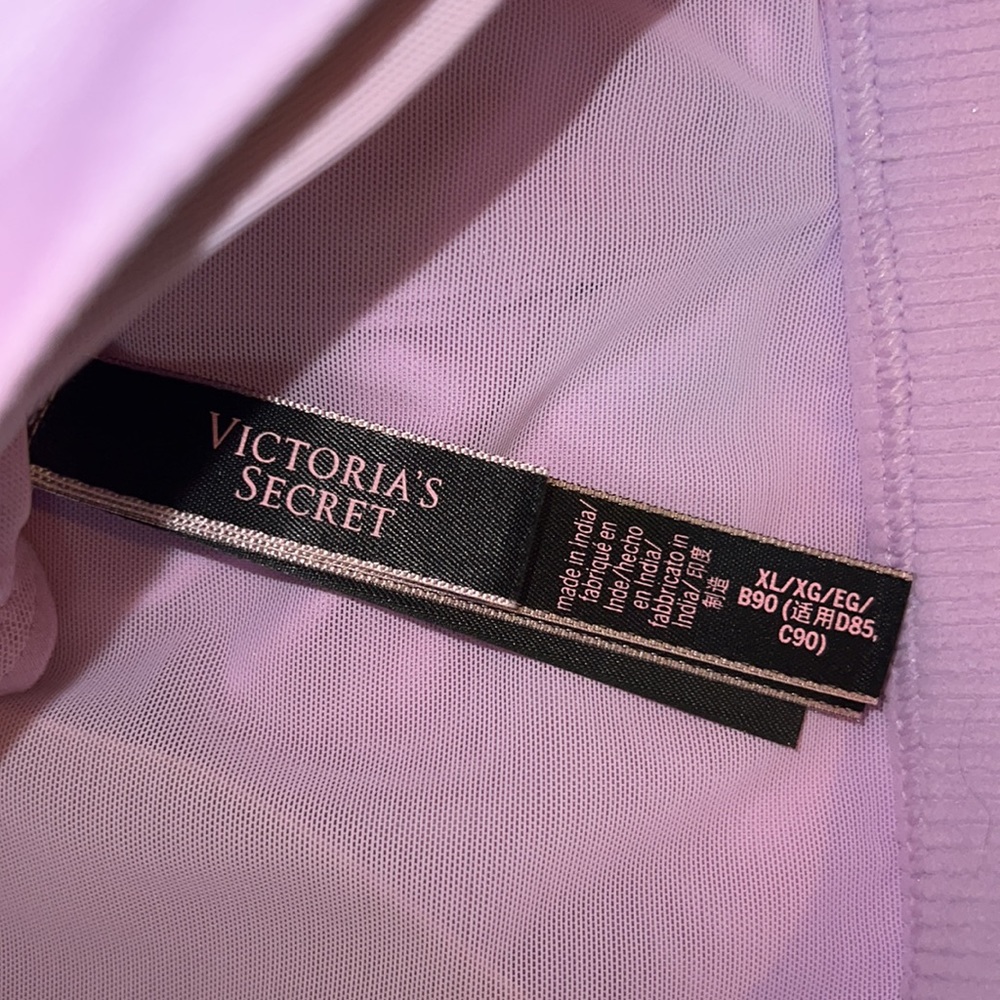 VICTORIA'S
SECRET
made in India/
fabriqué en
Inde/hecho
en India/
fabbricato in
India/印度
制造
XL/XG/EG/
B90 (适用D85,
C90)